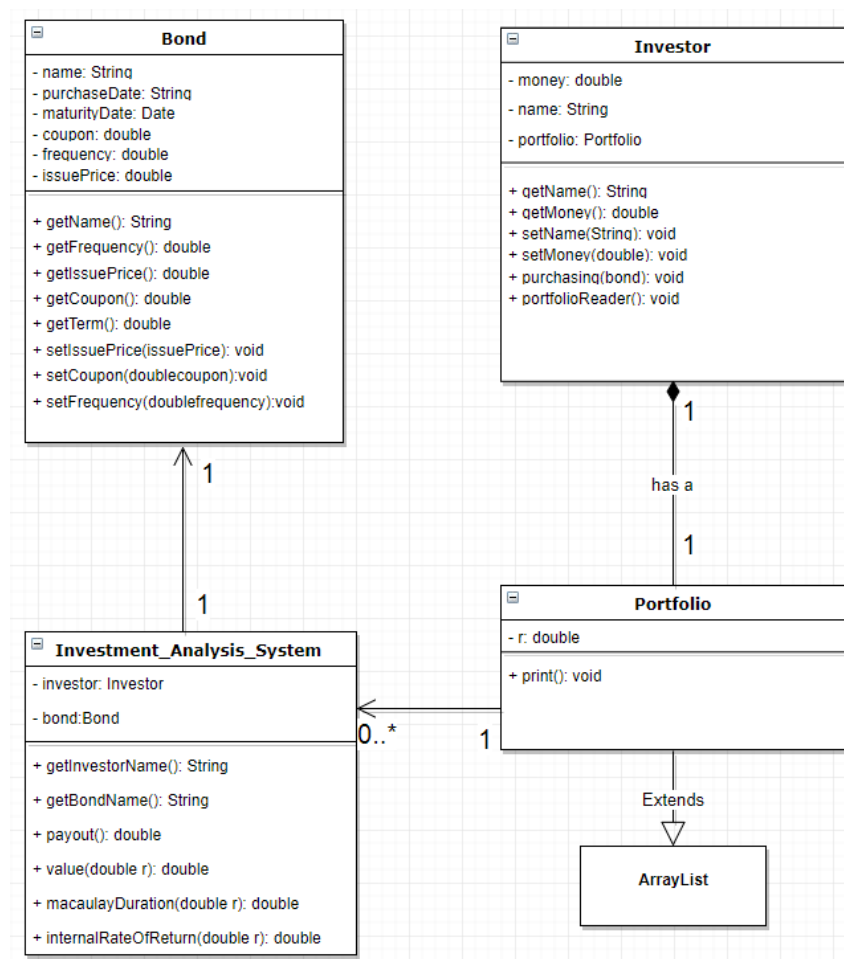 Bond
- name: String
- purchaseDate: String
- maturityDate: Date
- coupon: double
- frequency: double
- issuePrice: double
+ getName(): String
+ getFrequency(): double
+ getIssuePrice(): double
+ getCoupon(): double
+ getTerm(): double
+ setIssuePrice(issuePrice): void
+ setCoupon(doublecoupon):void
+ setFrequency(doublefrequency):void
Investor
- money: double
- name: String
- portfolio: Portfolio
+ getName(): String
+ getMoney(): double
+ setName(String): void
+ setMoney(double): void
+ purchasing(bond): void
+ portfolioReader(): void
1
has a
1
1
1
Investment_Analysis_System
- investor: Investor
- bond:Bond
+ getInvestorName(): String
+ getBondName(): String
+ payout(): double
+ value(double r): double
+ macaulayDuration(double r): double
+ internalRateOfReturn(double r): double
0..*
1
Portfolio
- r: double
+ print(): void
Extends
ArrayList